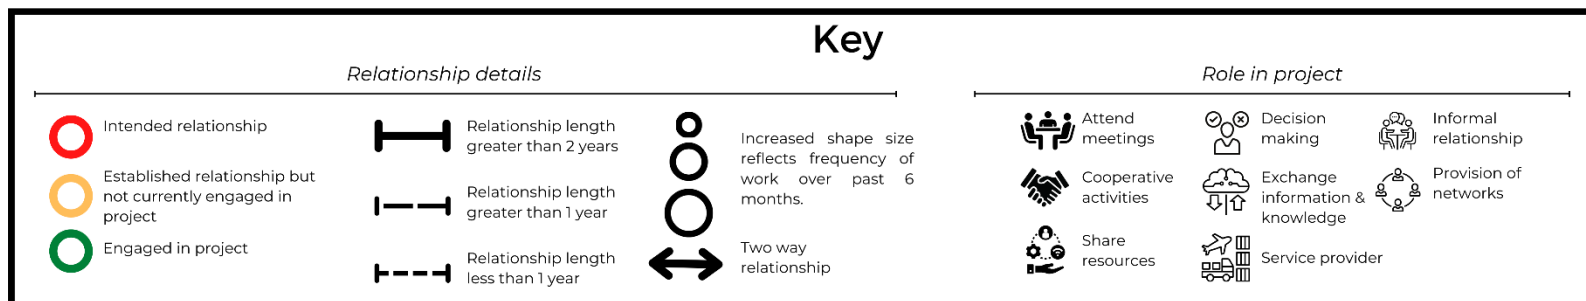 Key
Relationship details
Intended relationship
Established relationship but
not currently engaged in
project
Engaged in project
Relationship length
greater than 2 years
Relationship length
greater than 1 year
Relationship length
less than 1 year
Increased shape size
reflects frequency of
work over past 6
months.
Two way
relationship
Role in project
Attend
meetings
Cooperative
activities
Share
resources
Decision
making
Exchange
information &
knowledge
Service provider
Informal
relationship
Provision of
networks